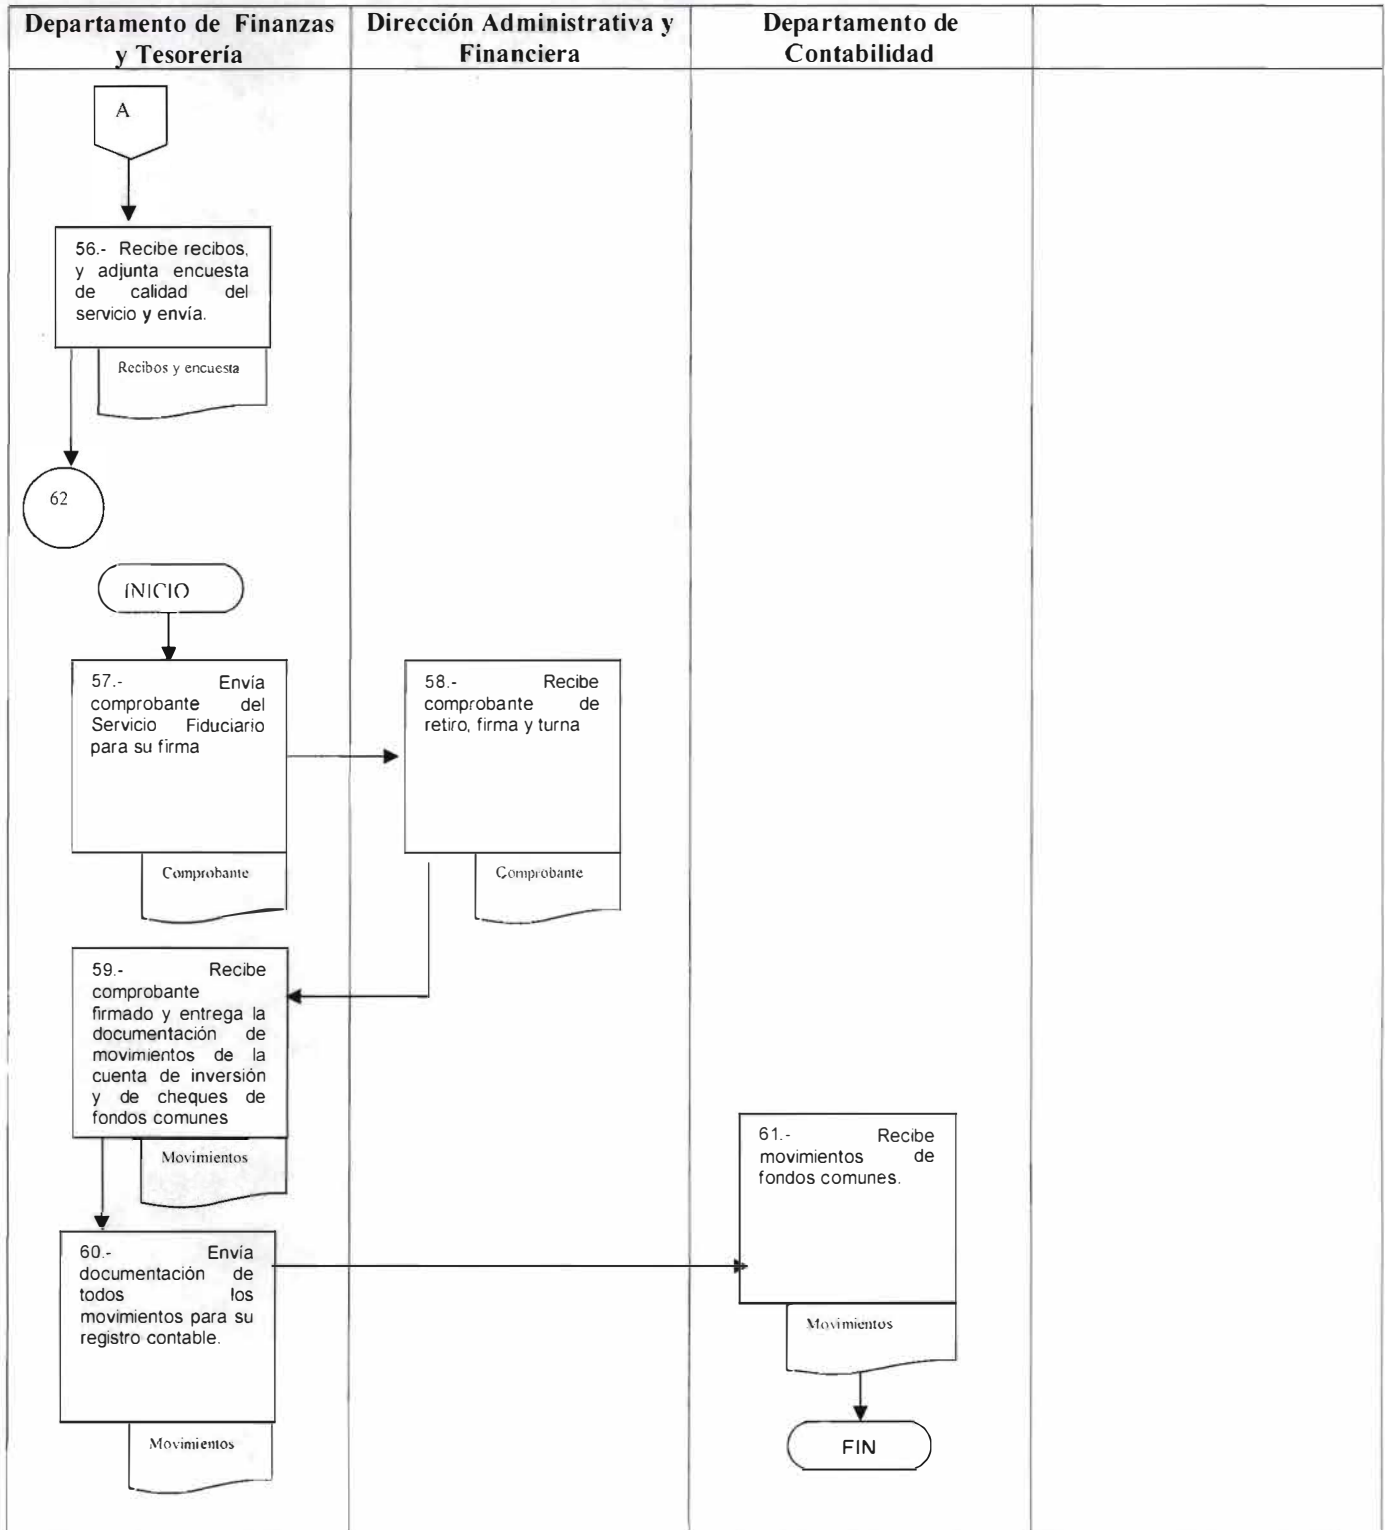 Departamento de Finanzas
y Tesorería
Dirección Administrativa y
Financiera
Departamento de
Contabilidad
A
56.- Recibe recibos,
y adjunta encuesta
de calidad del
servicio y envía.
Recibos y encuesta
62
INICIO
57.- Envía
comprobante del
Servicio Fiduciario
para su firma
Comprobante
58.- Recibe
comprobante de
retiro, firma y turna
Comprobante
59.- Recibe
comprobante
firmado y entrega la
documentación de
movimientos de la
cuenta de inversión
y de cheques de
fondos comunes
Movimientos
60.- Envía
documentación de
todos los
movimientos para su
registro contable.
Movimientos
61.- Recibe
movimientos de
fondos comunes.
Movimientos
FIN